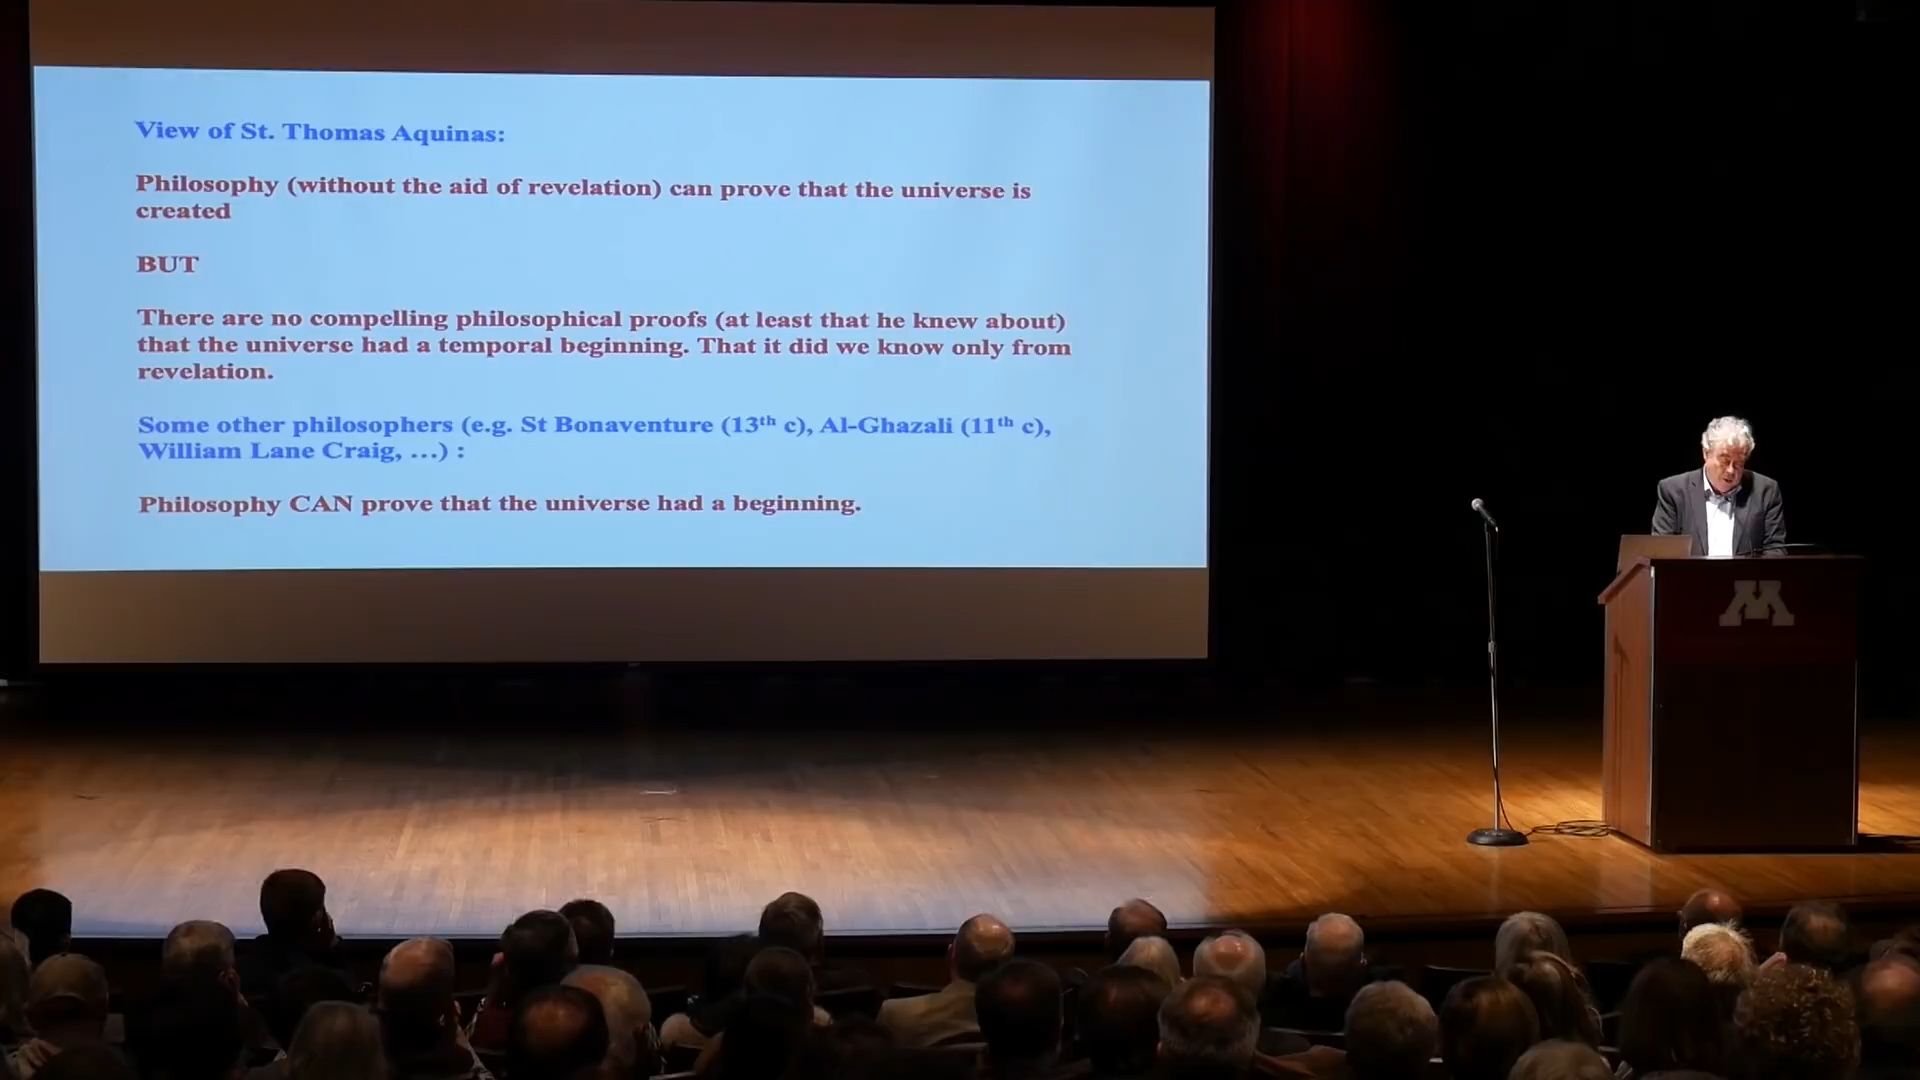 View of St. Thomas Aquinas:
Philosophy (without the aid of revelation) can prove that the universe is
created
BUT
There are no compelling philosophical proofs (at least that he knew about)
that the universe had a temporal beginning. That it did we know only from
revelation.
Some other philosophers (e.g. St Bonaventure (13th c), Al-Ghazali (11th c),
William Lane Craig, …) :
Philosophy CAN prove that the universe had a beginning.
M